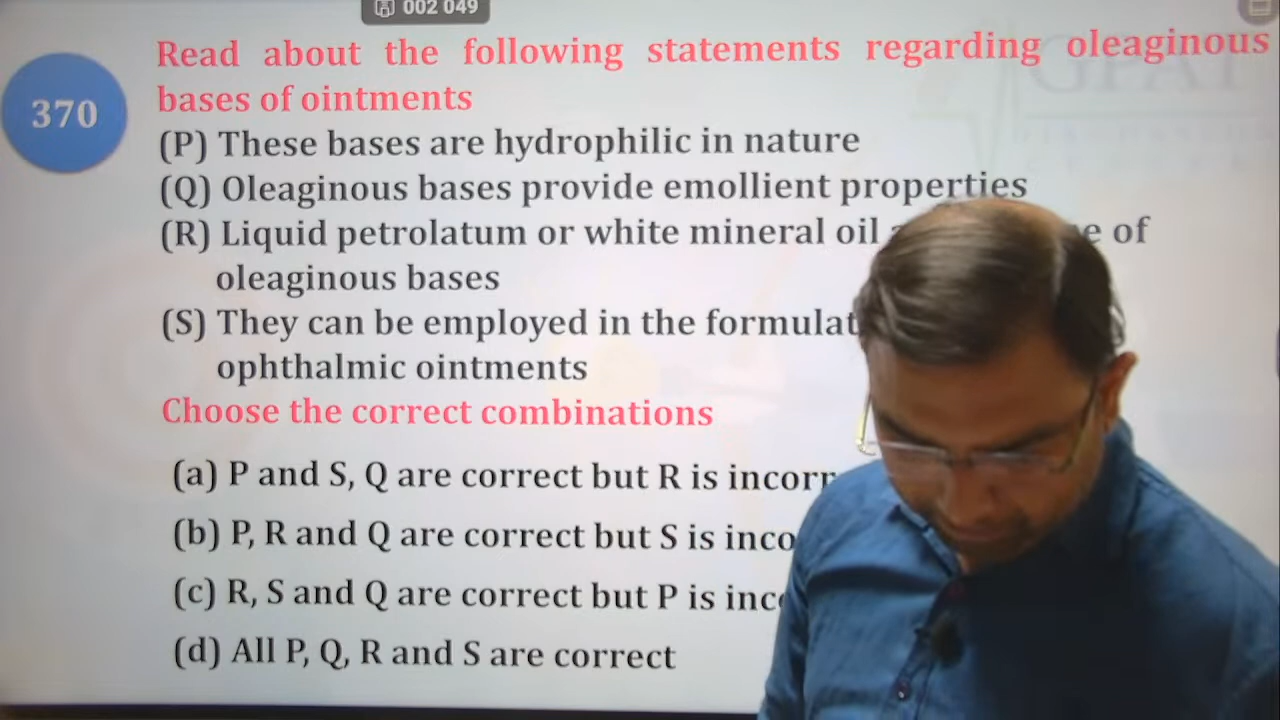 002 049
Read about the following statements regarding oleaginous
370
bases of ointments
(P) These bases are hydrophilic in nature
(Q) Oleaginous bases provide emollient properties
(R) Liquid petrolatum or white mineral oil of
oleaginous bases
(S) They can be employed in the
ophthalmic ointments
Choose the correct combinations
(a) P and S, Q are correct but R is
(b) P, R and Q are correct but S is
(c) R, S and Q are correct but P is
(d) All P, Q, R and S are correct
GPAT